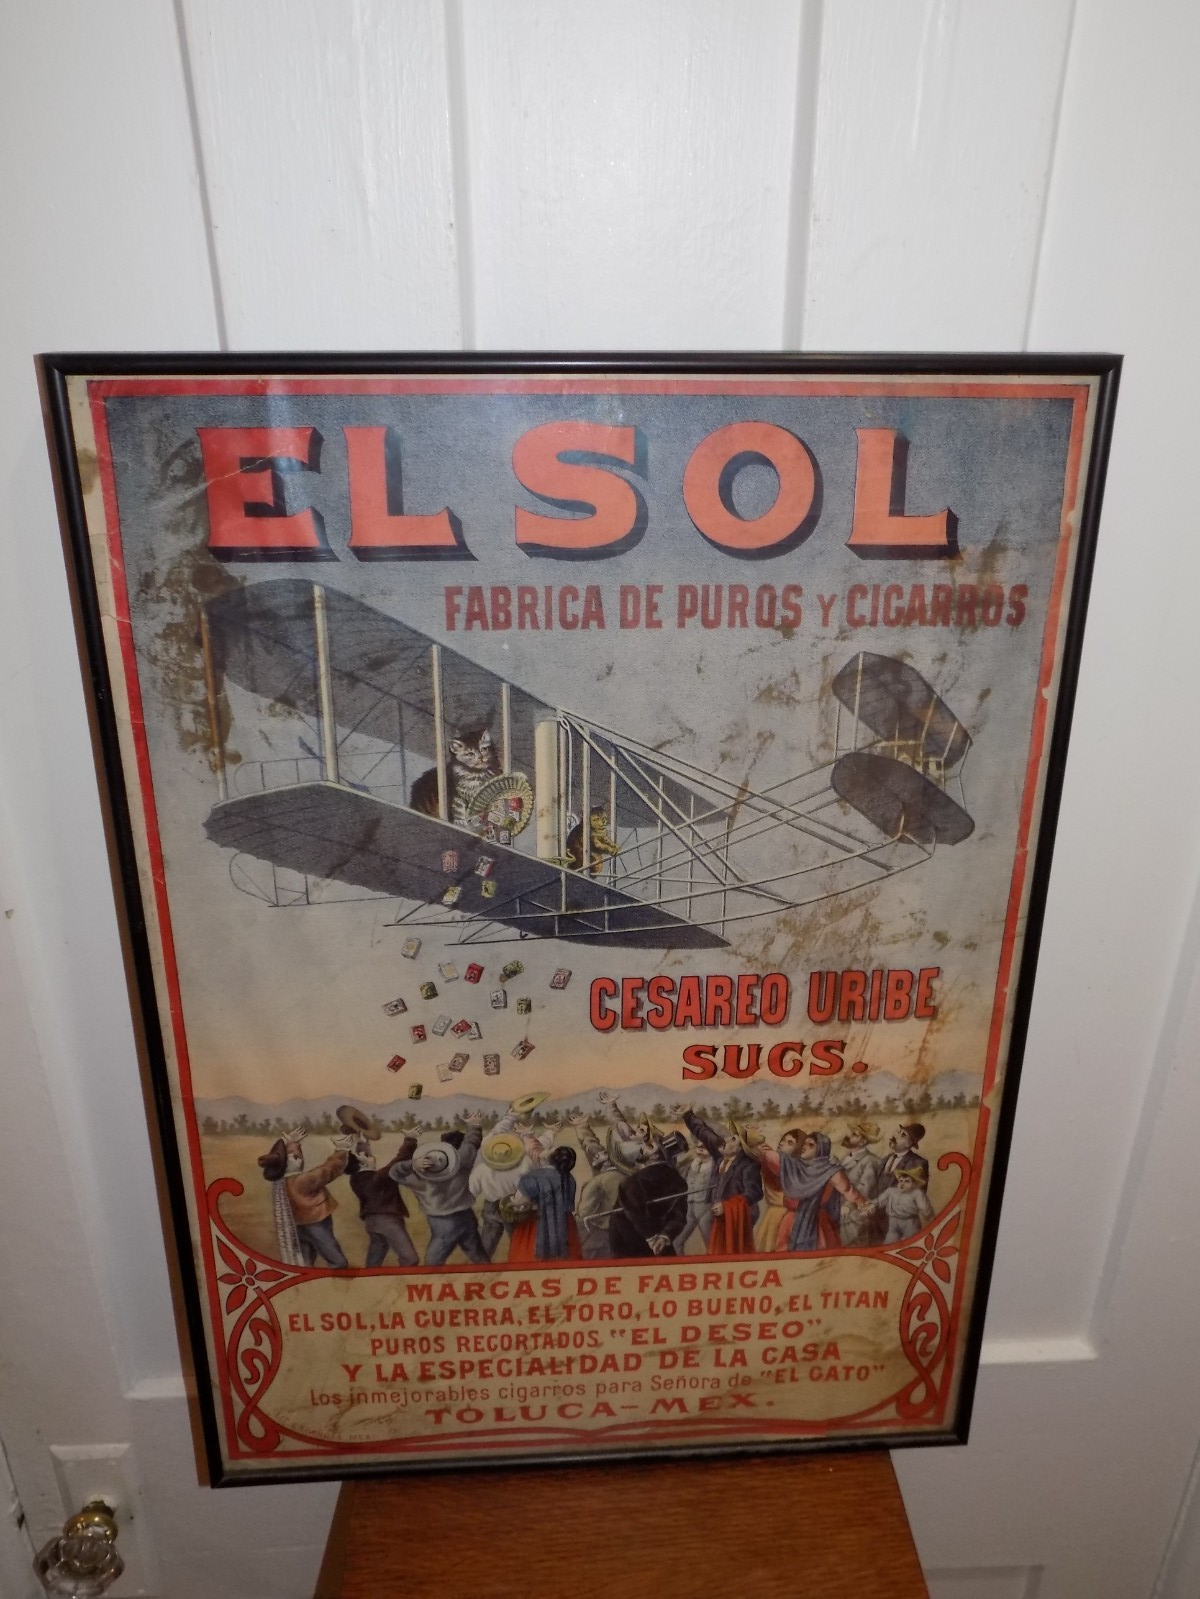 EL SOL
FABRICA DE PUROS Y CIGARROS
CESAREO URIBE
SUCS.
MARCAS DE FABRICA
EL SOL, LA GUERRA, EL TORO, LO BUENO, EL TITAN
PUROS RECORTADOS "EL DESEO"
Y LA ESPECIALIDAD DE LA CASA
Los inmejorables cigarros para Señora de "EL GATO"
TOLUCA-MEX.